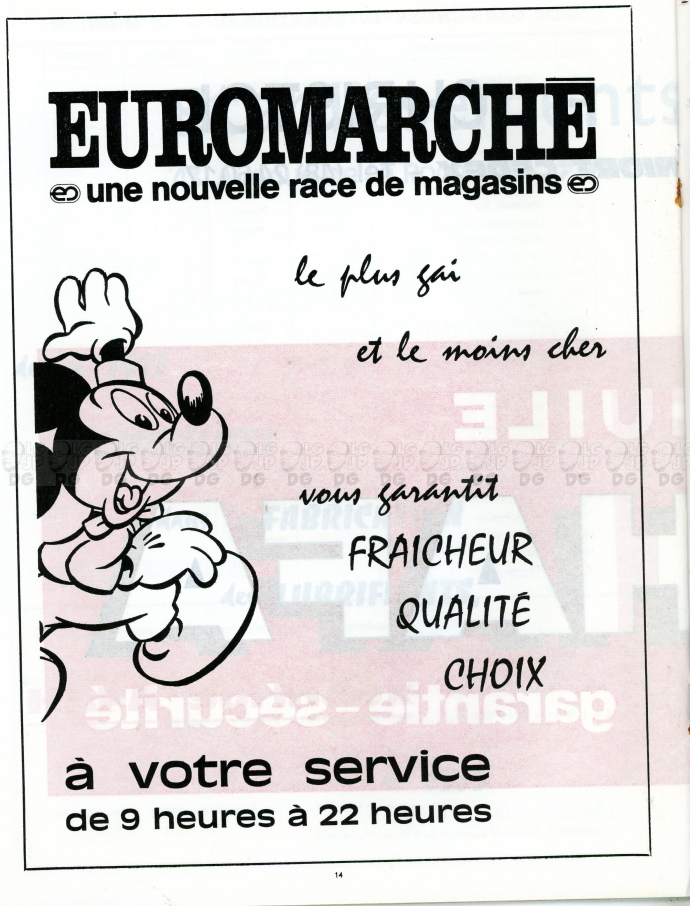 EUROMARCHÉ
une nouvelle race de magasins
le plus gai
et le moins cher
vous garantit
FRAICHEUR
QUALITÉ
CHOIX
à votre service
de 9 heures à 22 heures
14